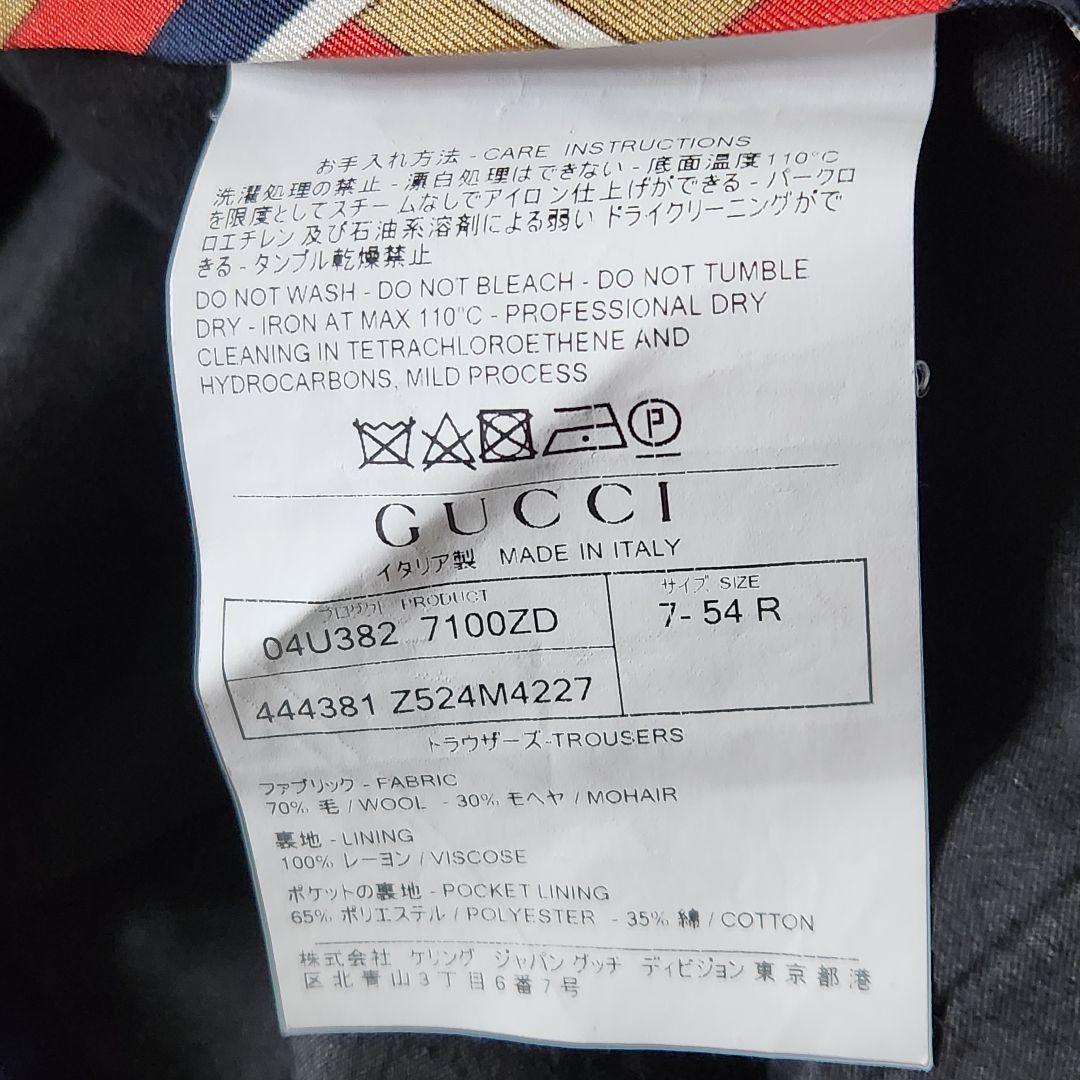 お手入れ方法 - CARE INSTRUCTIONS
洗濯処理の禁止 - 漂白処理はできない - 底面温度110°C
を限度としてスチームなしでアイロン仕上げができる - パークロ
ロエチレン 及び石油系溶剤による弱い ドライクリーニングがで
きる - タンブル乾燥禁止
DO NOT WASH - DO NOT BLEACH - DO NOT TUMBLE
DRY - IRON AT MAX 110°C - PROFESSIONAL DRY
CLEANING IN TETRACHLOROETHENE AND
HYDROCARBONS, MILD PROCESS
P
GUCCI
イタリア製 MADE IN ITALY
プロダクト PRODUCT
04U382 7100ZD
サイズ SIZE
7- 54 R
444381 Z524M4227
トラウザーズ-TROUSERS
ファブリック - FABRIC
70% 毛 / WOOL - 30% モヘヤ / MOHAIR
裏地 - LINING
100% レーヨン / VISCOSE
ポケットの裏地 - POCKET LINING
65% ポリエステル / POLYESTER - 35% 綿 / COTTON
株式会社 ケリング ジャパン グッチ ディビジョン 東京都港
区北青山3丁目6番7号